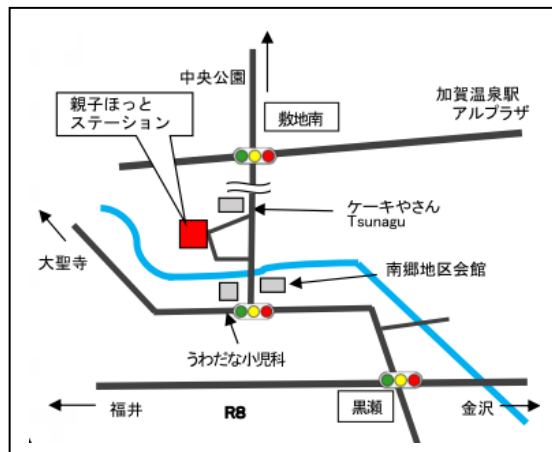 中央公園
親子ほっと
ステーション
敷地南
加賀温泉駅
アルプラザ
ケーキやさん
Tsunagu
大聖寺
南郷地区会館
うわだな小児科
福井
R8
黒瀬
金沢